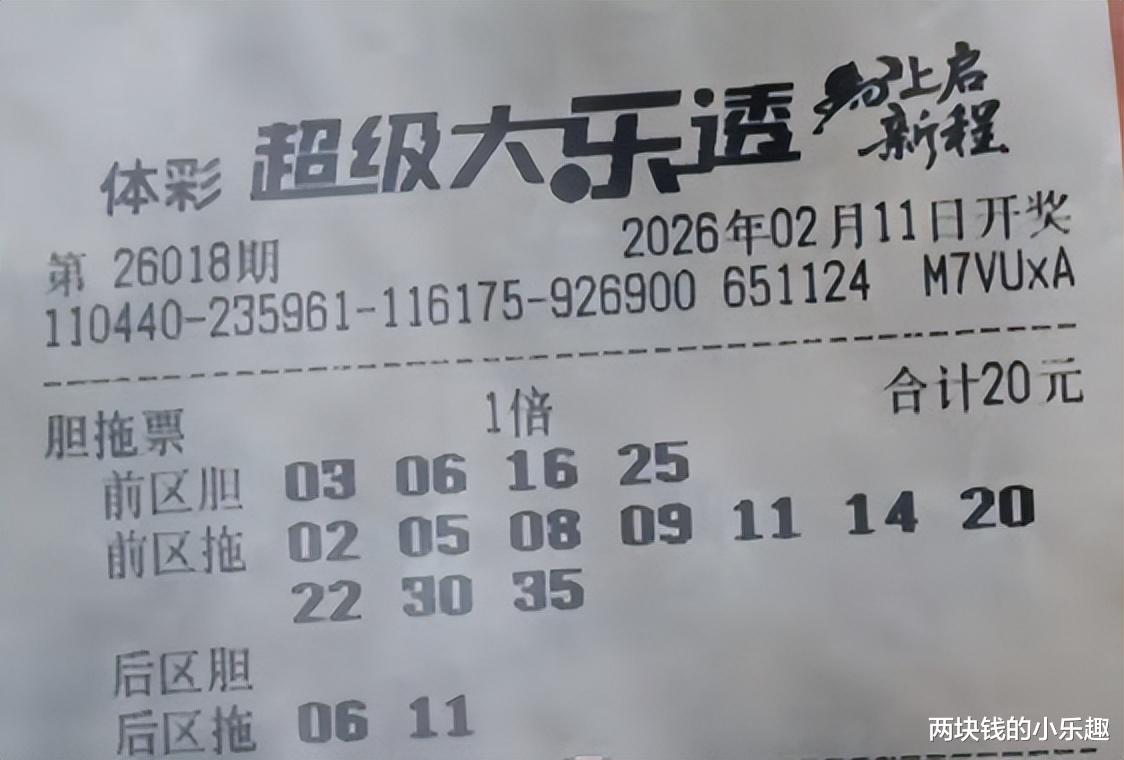 体彩 超级大乐透 马上启
新程
第 26018期 2026年02月11日开奖
110440-235961-116175-926900 651124 M7VUxA
胆拖票 1倍 合计20元
前区胆 03 06 16 25
前区拖 02 05 08 09 11 14 20
22 30 35
后区胆
后区拖 06 11
两块钱的小乐趣